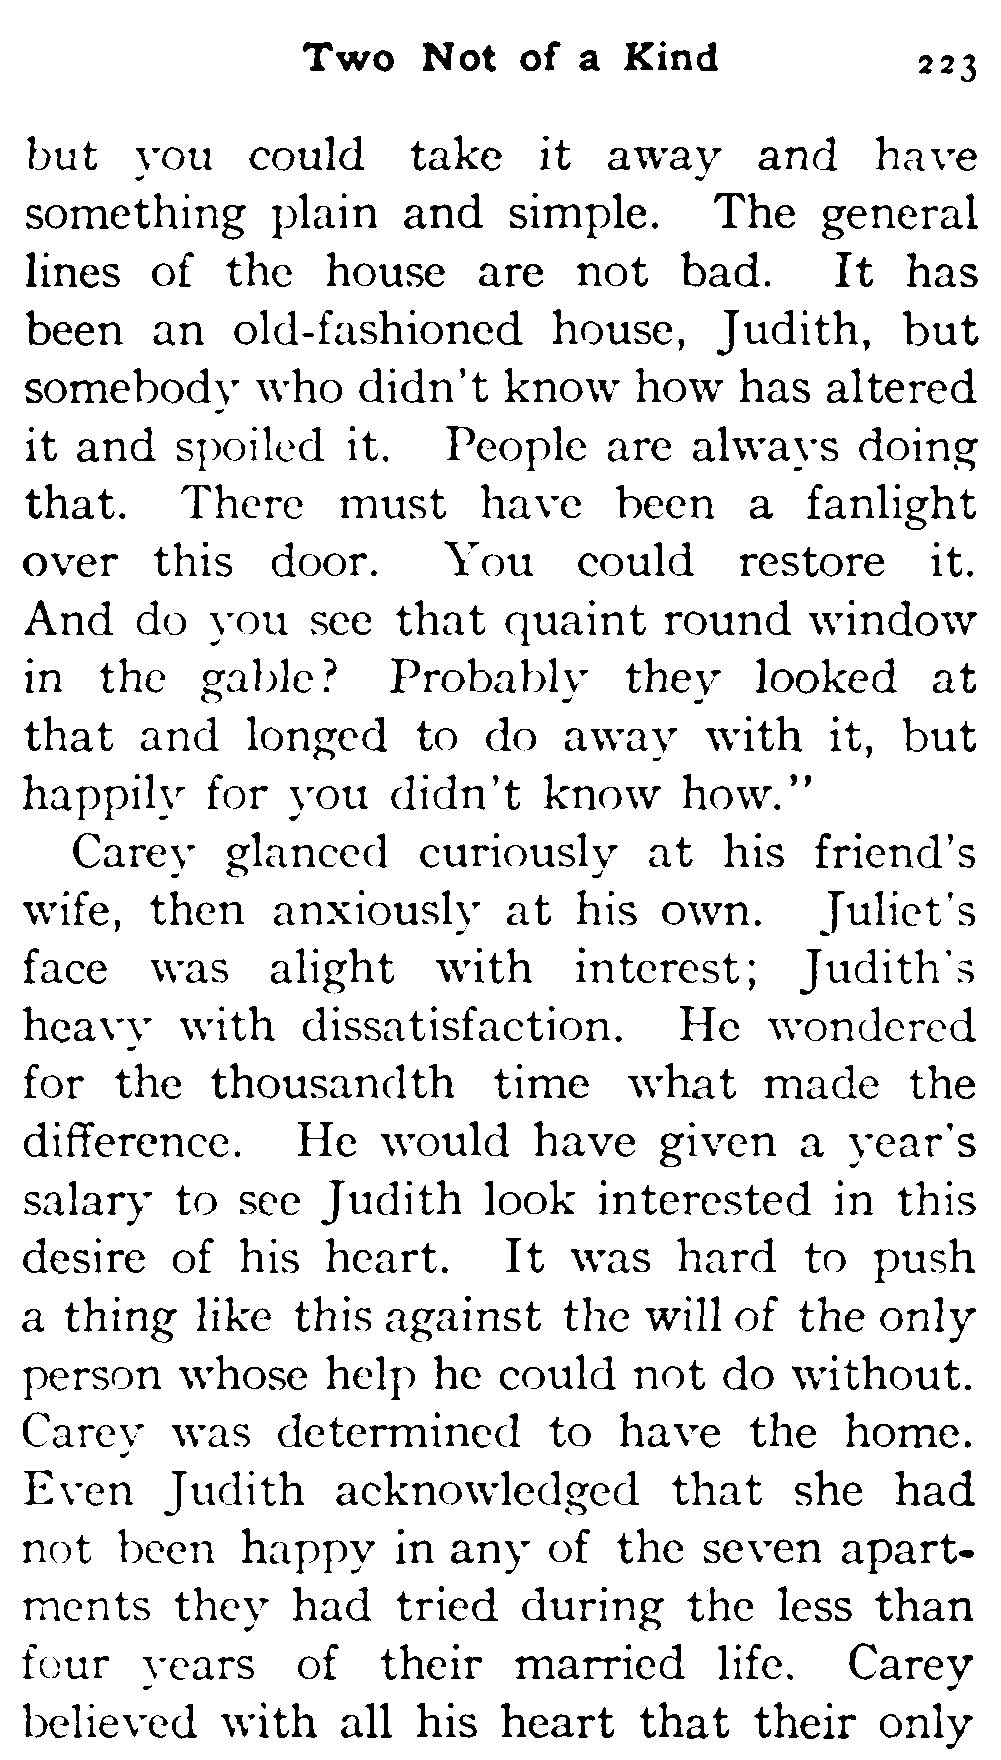 Two Not of a Kind 223
but you could take it away and have
something plain and simple. The general
lines of the house are not bad. It has
been an old-fashioned house, Judith, but
somebody who didn't know how has altered
it and spoiled it. People are always doing
that. There must have been a fanlight
over this door. You could restore it.
And do you see that quaint round window
in the gable? Probably they looked at
that and longed to do away with it, but
happily for you didn't know how."
Carey glanced curiously at his friend's
wife, then anxiously at his own. Juliet's
face was alight with interest; Judith's
heavy with dissatisfaction. He wondered
for the thousandth time what made the
difference. He would have given a year's
salary to see Judith look interested in this
desire of his heart. It was hard to push
a thing like this against the will of the only
person whose help he could not do without.
Carey was determined to have the home.
Even Judith acknowledged that she had
not been happy in any of the seven apart-
ments they had tried during the less than
four years of their married life. Carey
believed with all his heart that their only